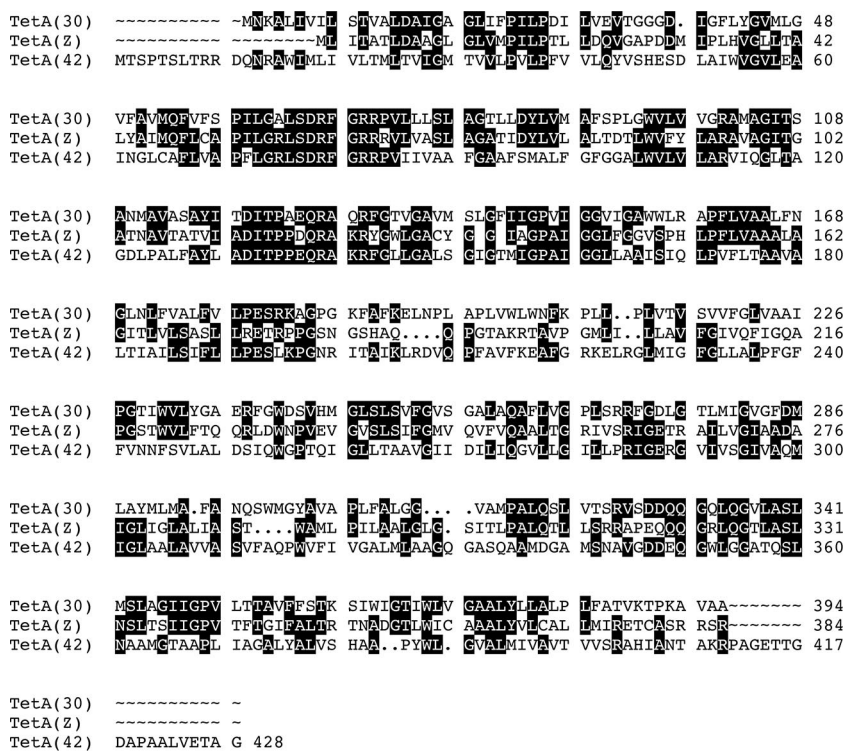 TetA(30) ~~~~~~~~~~ ~MNKALIVIL STVALDAIGA GLIFPILPDI LVEVTGGGD. IGFLYGVMLG 48
TetA(Z) ~~~~~~~~~~ ~~~~~~~MLI TATLDAAGLG LVMPILPTLL DQVGAPDDMI PLHVGLLTA 42
TetA(42) MTSPTSLTRR DQNRAWIMLI VLTMLTVIGM TVVLPVLPFV VLQYVSHESD LAIWVGVLEA 60
TetA(30) VFAVMQFVFS PILGALSDRF GRRPVLLLSL AGTLLDYLVM AFSPLGWVLV VGRAMAGITS 108
TetA(Z) LYAIMQFLCA PILGRLSDRF GRRRVLVASL AGATIDYLVL ALTDTLWVFY LARAVAGITG 102
TetA(42) INGLCAFLVA PFLGRLSDRF GRRPVIIVAA FGAAFSMALF GFGGALWVLV LARVIQGLTA 120
TetA(30) ANMAVASAYI TDITPAEQRA QRFGTVGAVM SLGFIIGPVI GGVIGAWWLR APFLVAALFN 168
TetA(Z) ATNAVTATVI ADITPPDQRA KRYGWLGACY G G IAGPAI GGLFGGVSPH LPFLVAAALA 162
TetA(42) GDLPALFAYL ADITPPEQRA KRFGLLGALS GIGTMIGPAI GGLLAAISIQ LPVFLTAAVA 180
TetA(30) GLNLFVALFV LPESRKAGPG KFAFKELNPL APLVWLWNFK PLL..PLVTV SVVFGLVAAI 226
TetA(Z) GITLVLSASL LRETRPPGSN GSHAQ....Q PGTAKRTAVP GMLI..LLAV FGIVQFIGQA 216
TetA(42) LTIAILSIFL LPESLKPGNR ITAIKLRDVQ PFAVFKEAFG RKELRGLMIG FGLLALPFGF 240
TetA(30) PGTIWVLYGA ERFGWDSVHM GLSLSVFGVS GALAQAFLVG PLSRRFGDLG TLMIGVGFDM 286
TetA(Z) PGSTWVLFTQ QRLDWNPVEV GVSLSIFGMV QVFVQAALTG RIVSRIGETR AILVGIAADA 276
TetA(42) FVNNFSVLAL DSIQWGPTQI GLLTAAVGII DILIQGVLLG ILLPRIGERG VIVSGIVAQM 300
TetA(30) LAYMLMA.FA NQSWMGYAVA PLFALGG... .VAMPALQSL VTSRVSDDQQ GQLQGVLASL 341
TetA(Z) IGLIGLALIA ST....WAML PILAALGLG. SITLPALQTL LSRRAPEQQQ GRLQGTLASL 331
TetA(42) IGLAALAVVA SVFAQPWVFI VGALMLAAGQ GASQAAMDGA MSNAVGDDEQ GWLGGATQSL 360
TetA(30) MSLAGIIGPV LTTAVFFSTK SIWIGTIWLV GAALYLLALP LFATVKTPKA VAA~~~~~~~ 394
TetA(Z) NSLTSIIGPV TFTGIFALTR TNADGTLWIC AAALYVLCAL LMIRETCASR RSR~~~~~~~ 384
TetA(42) NAAMGTAAPL IAGALYALVS HAA..PYWL. GVALMIVAVT VVSRAHIANT AKRPAGETTG 417
TetA(30) ~~~~~~~~~~ ~
TetA(Z) ~~~~~~~~~~ ~
TetA(42) DAPAALVETA G 428